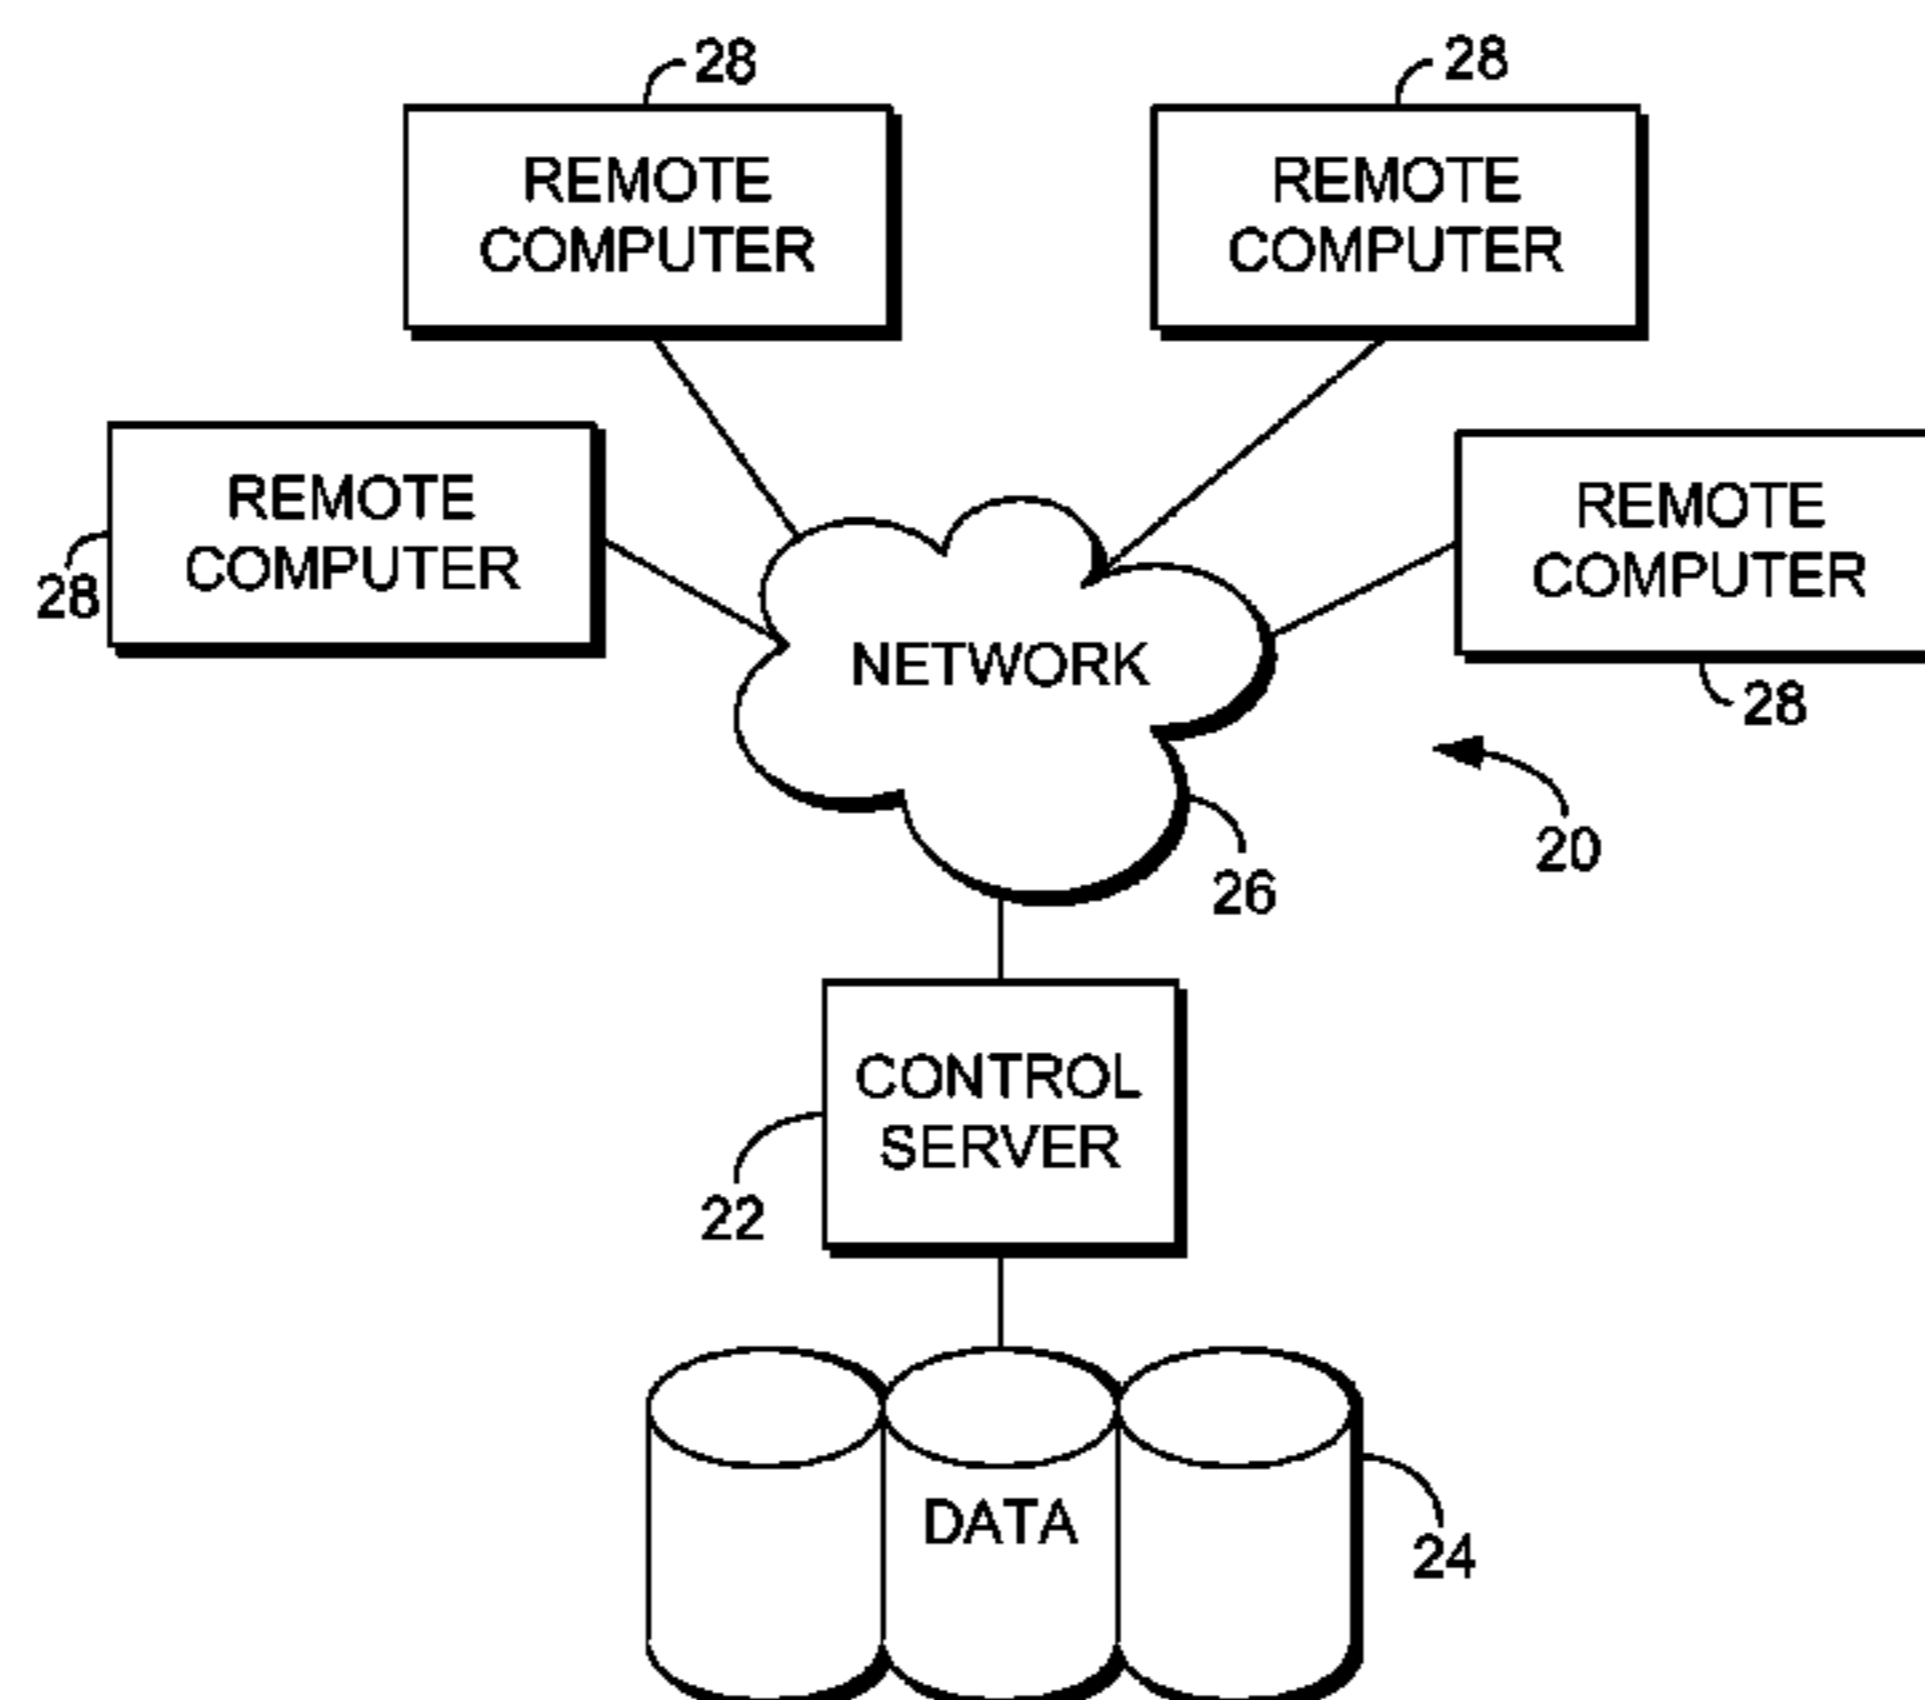 28
28
REMOTE
COMPUTER
REMOTE
COMPUTER
REMOTE
COMPUTER
28
REMOTE
COMPUTER
28
NETWORK
20
26
CONTROL
SERVER
22
DATA
24